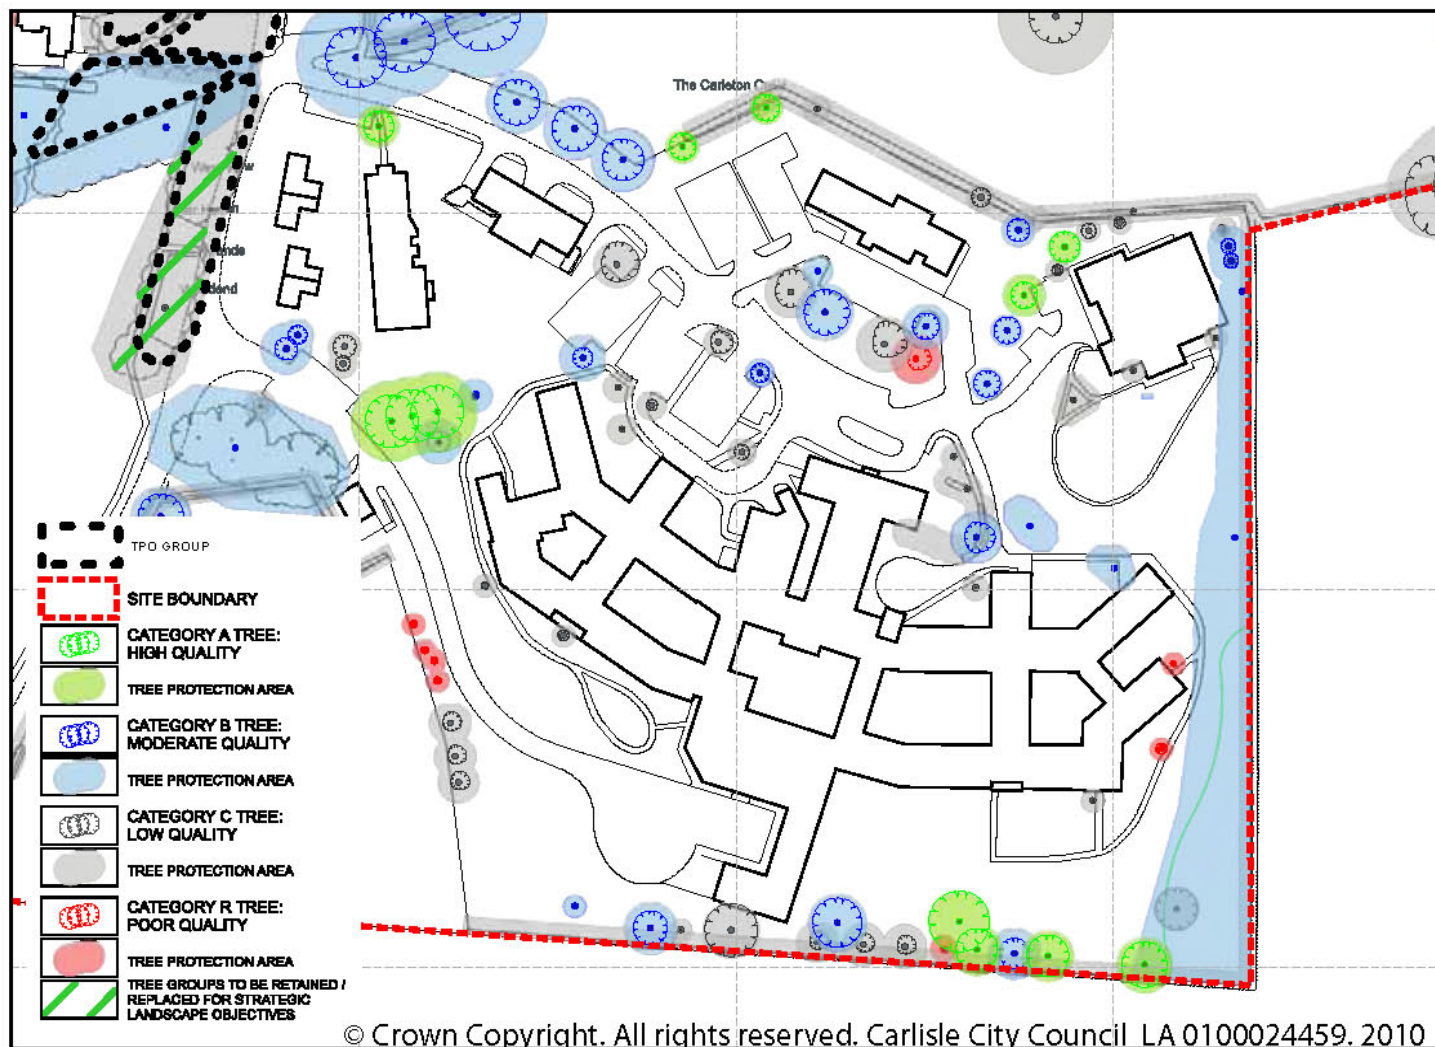 The Carleton C
TPO GROUP
SITE BOUNDARY
CATEGORY A TREE:
HIGH QUALITY
TREE PROTECTION AREA
CATEGORY B TREE:
MODERATE QUALITY
TREE PROTECTION AREA
CATEGORY C TREE:
LOW QUALITY
TREE PROTECTION AREA
CATEGORY R TREE:
POOR QUALITY
TREE PROTECTION AREA
TREE GROUPS TO BE RETAINED /
REPLACED FOR STRATEGIC
LANDSCAPE OBJECTIVES
© Crown Copyright. All rights reserved. Carlisle City Council LA 0100024459. 2010